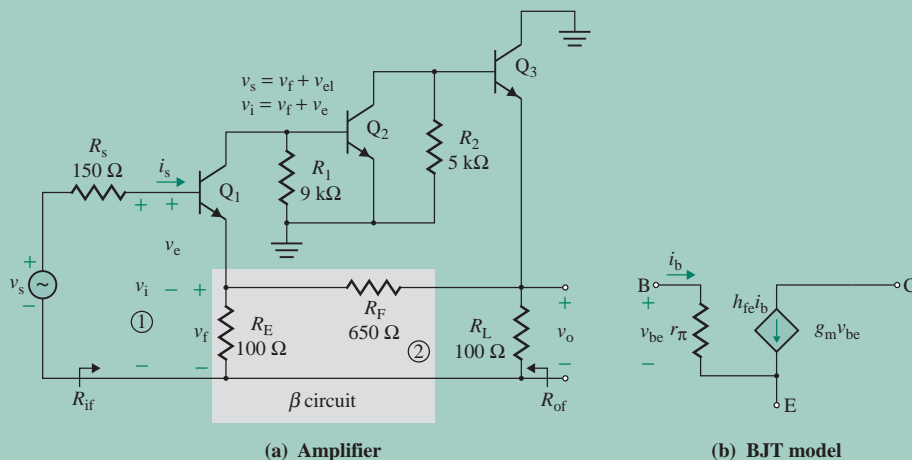 Q3
vs = vf + vel
vi = vf + ve
Q2
R2
5 kΩ
Rs
150 Ω
is
R1
9 kΩ
Q1
+ +
ve
+
vs
~
−
vi
− +
①
vf
RE
100 Ω
RF
650 Ω
②
RL
100 Ω
+
vo
−
− −
Rif
β circuit
Rof
(a) Amplifier
ib
B
C
+
vbe
−
rπ
hfeib
gmvbe
E
(b) BJT model